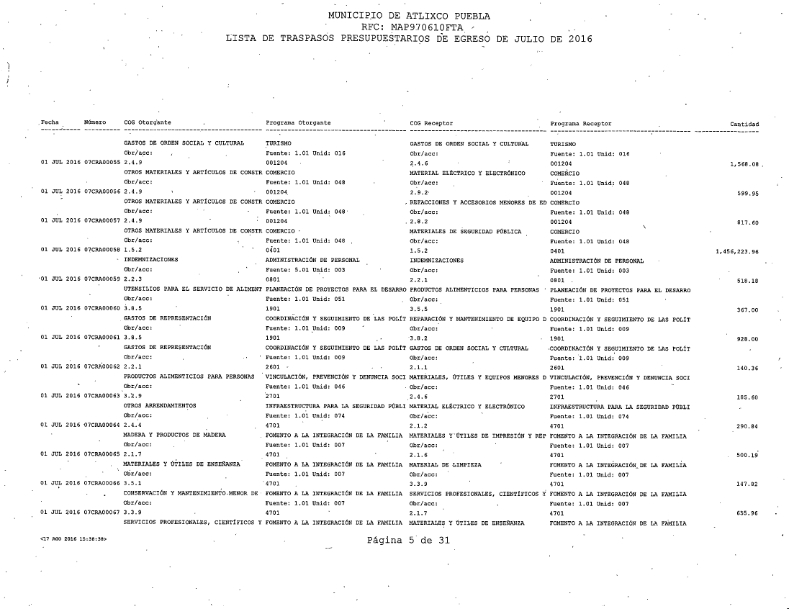 MUNICIPIO DE ATLIXCO PUEBLA
RFC: MAP970610FTA
LISTA DE TRASPASOS PRESUPUESTARIOS DE EGRESO DE JULIO DE 2016
Fecha Número COG Otorgante Programa Otorgante COG Receptor Programa Receptor Cantidad
GASTOS DE ORDEN SOCIAL Y CULTURAL TURISMO GASTOS DE ORDEN SOCIAL Y CULTURAL TURISMO
Obr/acc: Fuente: 1.01 Unid: 016 Obr/acc: Fuente: 1.01 Unid: 016
01 JUL 2016 07CRA00055 2.4.9 001204 2.4.6 001204 1,568.08
OTROS MATERIALES Y ARTÍCULOS DE CONSTR COMERCIO MATERIAL ELÉCTRICO Y ELECTRÓNICO COMERCIO
Obr/acc: Fuente: 1.01 Unid: 048 Obr/acc: Fuente: 1.01 Unid: 048
01 JUL 2016 07CRA00056 2.4.9 001204 2.9.2 001204 599.95
OTROS MATERIALES Y ARTÍCULOS DE CONSTR COMERCIO REFACCIONES Y ACCESORIOS MENORES DE ED COMERCIO
Obr/acc: Fuente: 1.01 Unid: 048 Obr/acc: Fuente: 1.01 Unid: 048
01 JUL 2016 07CRA00057 2.4.9 001204 2.8.2 001204 817.60
OTROS MATERIALES Y ARTÍCULOS DE CONSTR COMERCIO MATERIALES DE SEGURIDAD PÚBLICA COMERCIO
Obr/acc: Fuente: 1.01 Unid: 048 Obr/acc: Fuente: 1.01 Unid: 048
01 JUL 2016 07CRA00058 1.5.2 0401 1.5.2 0401 1,456,223.96
INDEMNIZACIONES ADMINISTRACIÓN DE PERSONAL INDEMNIZACIONES ADMINISTRACIÓN DE PERSONAL
Obr/acc: Fuente: 5.01 Unid: 003 Obr/acc: Fuente: 1.01 Unid: 003
01 JUL 2016 07CRA00059 2.2.3 0801 2.2.1 0801 518.18
UTENSILIOS PARA EL SERVICIO DE ALIMENT PLANEACIÓN DE PROYECTOS PARA EL DESARRO PRODUCTOS ALIMENTICIOS PARA PERSONAS PLANEACIÓN DE PROYECTOS PARA EL DESARRO
Obr/acc: Fuente: 1.01 Unid: 051 Obr/acc: Fuente: 1.01 Unid: 051
01 JUL 2016 07CRA00060 3.8.5 1901 3.5.5 1901 367.00
GASTOS DE REPRESENTACIÓN COORDINACIÓN Y SEGUIMIENTO DE LAS POLÍT REPARACIÓN Y MANTENIMIENTO DE EQUIPO D COORDINACIÓN Y SEGUIMIENTO DE LAS POLÍT
Obr/acc: Fuente: 1.01 Unid: 009 Obr/acc: Fuente: 1.01 Unid: 009
01 JUL 2016 07CRA00061 3.8.5 1901 3.8.2 1901 928.00
GASTOS DE REPRESENTACIÓN COORDINACIÓN Y SEGUIMIENTO DE LAS POLÍT GASTOS DE ORDEN SOCIAL Y CULTURAL COORDINACIÓN Y SEGUIMIENTO DE LAS POLÍT
Obr/acc: Fuente: 1.01 Unid: 009 Obr/acc: Fuente: 1.01 Unid: 009
01 JUL 2016 07CRA00062 2.2.1 2601 2.1.1 2601 140.36
PRODUCTOS ALIMENTICIOS PARA PERSONAS VINCULACIÓN, PREVENCIÓN Y DENUNCIA SOCI MATERIALES, ÚTILES Y EQUIPOS MENORES D VINCULACIÓN, PREVENCIÓN Y DENUNCIA SOCI
Obr/acc: Fuente: 1.01 Unid: 046 Obr/acc: Fuente: 1.01 Unid: 046
01 JUL 2016 07CRA00063 3.2.9 2701 2.4.6 2701 185.60
OTROS ARRENDAMIENTOS INFRAESTRUCTURA PARA LA SEGURIDAD PÚBLI MATERIAL ELÉCTRICO Y ELECTRÓNICO INFRAESTRUCTURA PARA LA SEGURIDAD PÚBLI
Obr/acc: Fuente: 1.01 Unid: 074 Obr/acc: Fuente: 1.01 Unid: 074
01 JUL 2016 07CRA00064 2.4.4 4701 2.1.2 4701 290.84
MADERA Y PRODUCTOS DE MADERA FOMENTO A LA INTEGRACIÓN DE LA FAMILIA MATERIALES Y ÚTILES DE IMPRESIÓN Y REP FOMENTO A LA INTEGRACIÓN DE LA FAMILIA
Obr/acc: Fuente: 1.01 Unid: 007 Obr/acc: Fuente: 1.01 Unid: 007
01 JUL 2016 07CRA00065 2.1.7 4701 2.1.6 4701 500.19
MATERIALES Y ÚTILES DE ENSEÑANZA FOMENTO A LA INTEGRACIÓN DE LA FAMILIA MATERIAL DE LIMPIEZA FOMENTO A LA INTEGRACIÓN DE LA FAMILIA
Obr/acc: Fuente: 1.01 Unid: 007 Obr/acc: Fuente: 1.01 Unid: 007
01 JUL 2016 07CRA00066 3.5.1 4701 3.3.9 4701 147.82
CONSERVACIÓN Y MANTENIMIENTO MENOR DE FOMENTO A LA INTEGRACIÓN DE LA FAMILIA SERVICIOS PROFESIONALES, CIENTÍFICOS Y FOMENTO A LA INTEGRACIÓN DE LA FAMILIA
Obr/acc: Fuente: 1.01 Unid: 007 Obr/acc: Fuente: 1.01 Unid: 007
01 JUL 2016 07CRA00067 3.3.9 4701 2.1.7 4701 635.96
SERVICIOS PROFESIONALES, CIENTÍFICOS Y FOMENTO A LA INTEGRACIÓN DE LA FAMILIA MATERIALES Y ÚTILES DE ENSEÑANZA FOMENTO A LA INTEGRACIÓN DE LA FAMILIA
<17 AGO 2016 15:38:38> Página 5 de 31